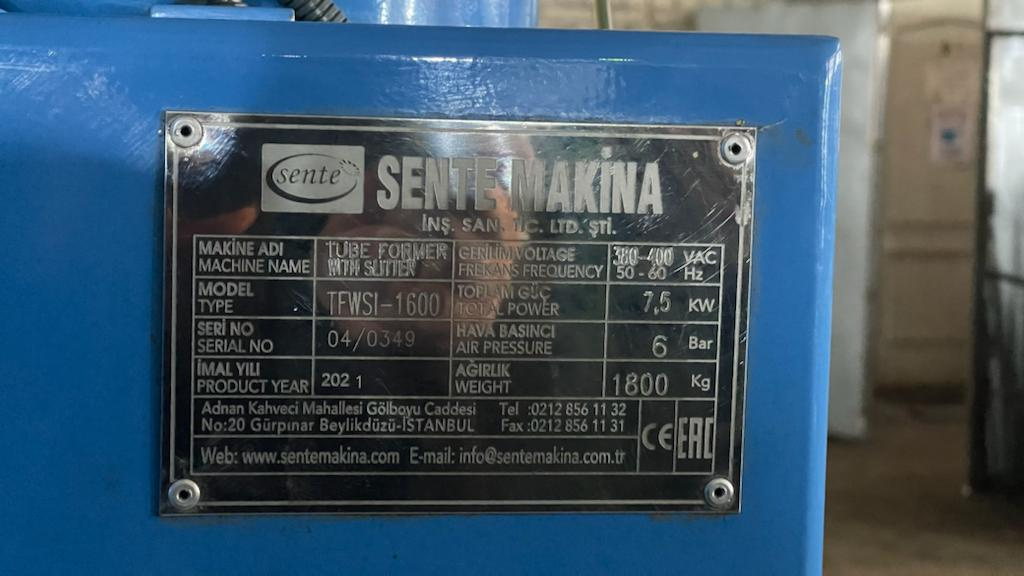 sente
SENTE MAKİNA
İNŞ. SAN. TİC. LTD. ŞTİ.
MAKİNE ADI
MACHINE NAME
TUBE FORMER
WITH SLITTER
GERİLİM VOLTAGE
FREKANS FREQUENCY
380-400 VAC
50-60 Hz
MODEL
TYPE
TFWSI-1600
TOPLAM GÜÇ
TOTAL POWER
7,5 KW
SERİ NO
SERIAL NO
04/0349
HAVA BASINCI
AIR PRESSURE
6 Bar
İMAL YILI
PRODUCT YEAR
2021
AĞIRLIK
WEIGHT
1800 Kg
Adnan Kahveci Mahallesi Gölboyu Caddesi Tel :0212 856 11 32
No:20 Gürpınar Beylikdüzü-İSTANBUL Fax :0212 856 11 31
Web: www.sentemakina.com E-mail: info@sentemakina.com.tr
CE EAC